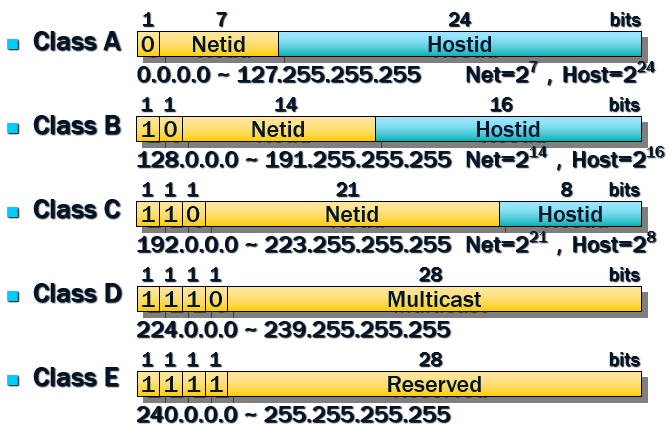 1 7 24 bits
Class A 0 Netid Hostid
0.0.0.0 ~ 127.255.255.255 Net=2^7 , Host=2^24
1 1 14 16 bits
Class B 1 0 Netid Hostid
128.0.0.0 ~ 191.255.255.255 Net=2^14 , Host=2^16
1 1 1 21 8 bits
Class C 1 1 0 Netid Hostid
192.0.0.0 ~ 223.255.255.255 Net=2^21 , Host=2^8
1 1 1 1 28 bits
Class D 1 1 1 0 Multicast
224.0.0.0 ~ 239.255.255.255
1 1 1 1 28 bits
Class E 1 1 1 1 Reserved
240.0.0.0 ~ 255.255.255.255